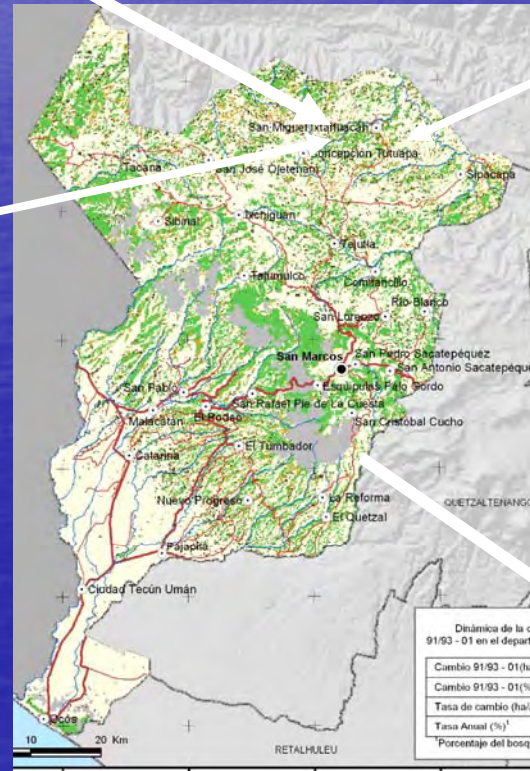 San Miguel Ixtahuacán
Concepción Tutuapa
Tacaná
San José Ojetenam
Sipacapa
Sibinal
Ixchiguan
Tejutla
Comitancillo
Tajumulco
Río Blanco
San Lorenzo
San Marcos
San Pedro Sacatepéquez
San Antonio Sacatepéque
Esquipulas Palo Gordo
San Pablo
San Rafael Pie de La Cuesta
El Rodeo
Malacatán
San Cristóbal Cucho
Catarina
El Tumbador
Nuevo Progreso
La Reforma
QUETZALTENANGO
El Quetzal
Pajapita
Ciudad Tecún Umán
Dinámica de la c
91/93 - 01 en el depart
Cambio 91/93 - 01(ha
Cambio 91/93 - 01(%
Tasa de cambio (ha/
Tasa Anual (%)¹
¹Porcentaje del bosq
Ocós
10 20 Km
RETALHULEU